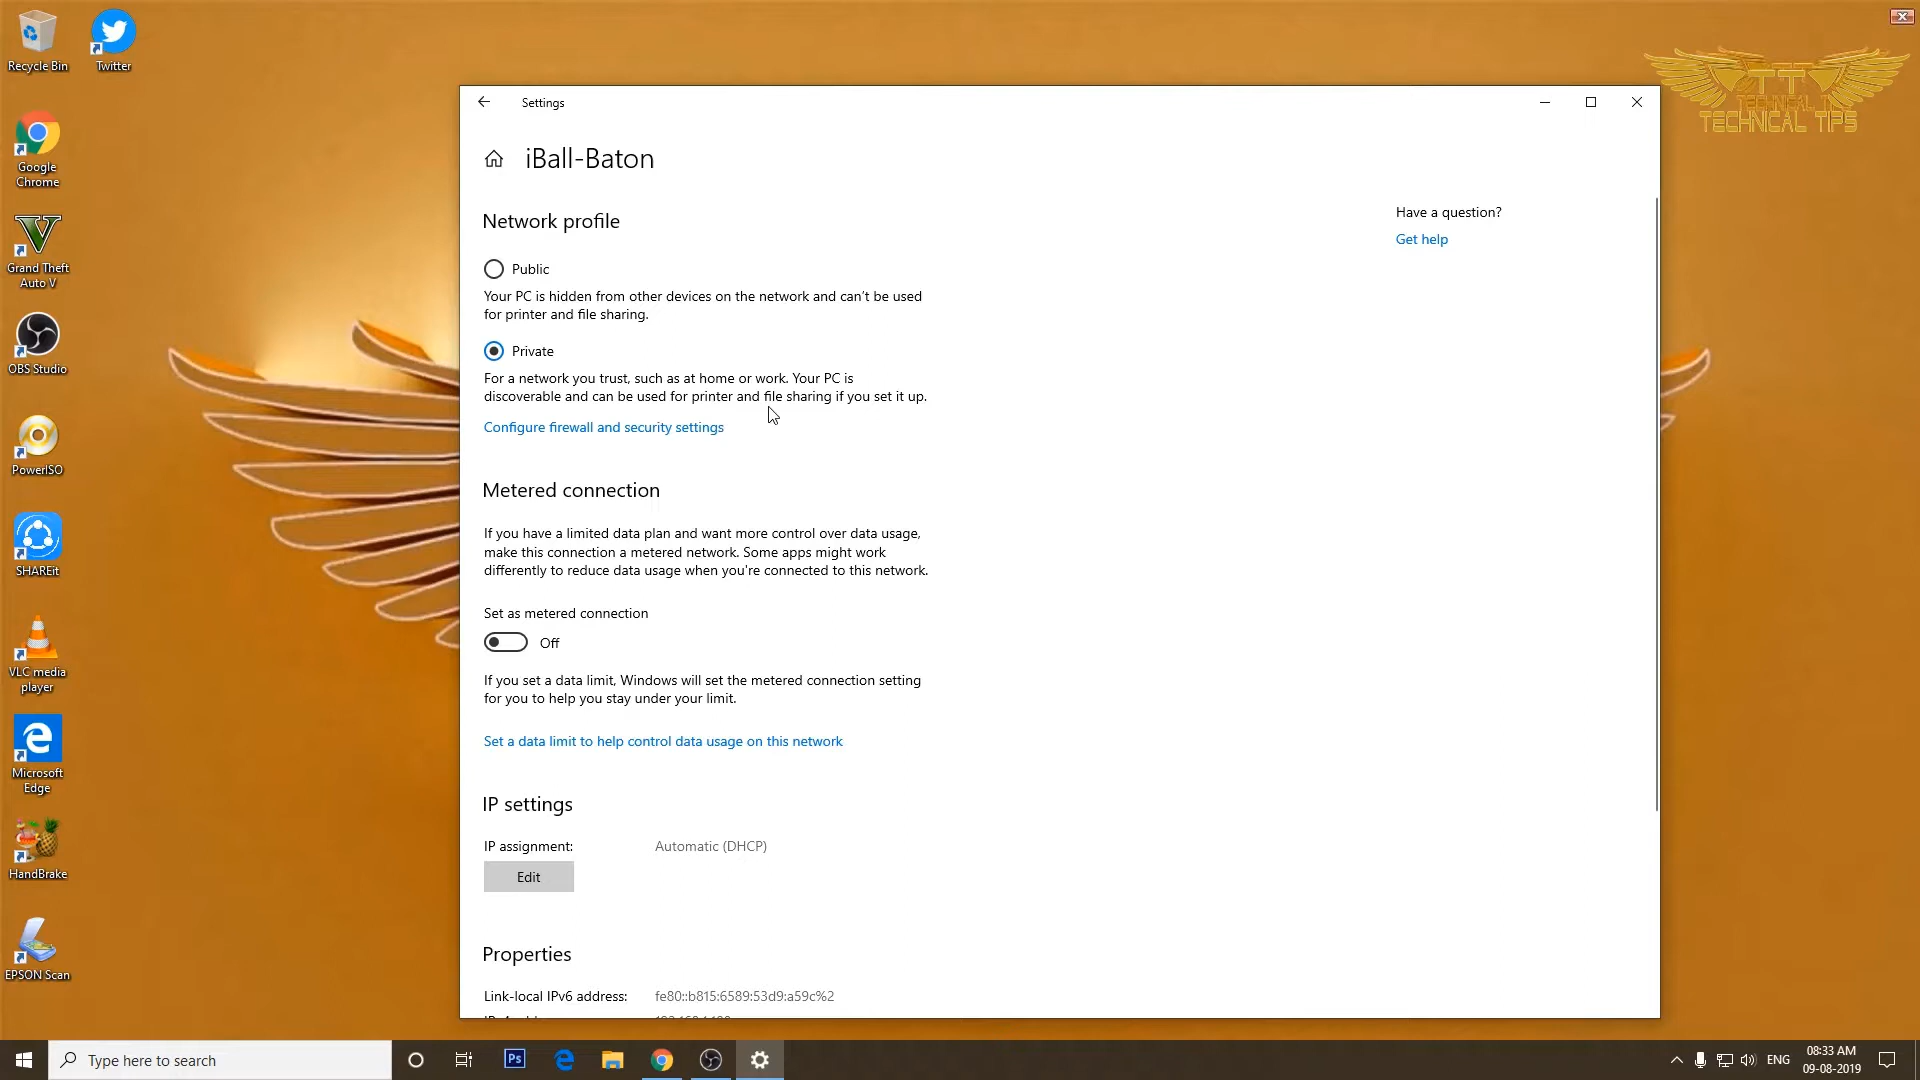 Recycle Bin
Twitter
Google
Chrome
Grand Theft
Auto V
OBS Studio
PowerISO
SHAREit
VLC media
player
Microsoft
Edge
HandBrake
EPSON Scan
TECHNICAL TIPS
Settings
iBall-Baton
Network profile
Public
Your PC is hidden from other devices on the network and can't be used
for printer and file sharing.
Private
For a network you trust, such as at home or work. Your PC is
discoverable and can be used for printer and file sharing if you set it up.
Configure firewall and security settings
Metered connection
If you have a limited data plan and want more control over data usage,
make this connection a metered network. Some apps might work
differently to reduce data usage when you're connected to this network.
Set as metered connection
Off
If you set a data limit, Windows will set the metered connection setting
for you to help you stay under your limit.
Set a data limit to help control data usage on this network
IP settings
IP assignment: Automatic (DHCP)
Edit
Properties
Link-local IPv6 address: fe80::b815:6589:53d9:a59c%2
Have a question?
Get help
Type here to search
Ps
ENG
08:33 AM
09-08-2019